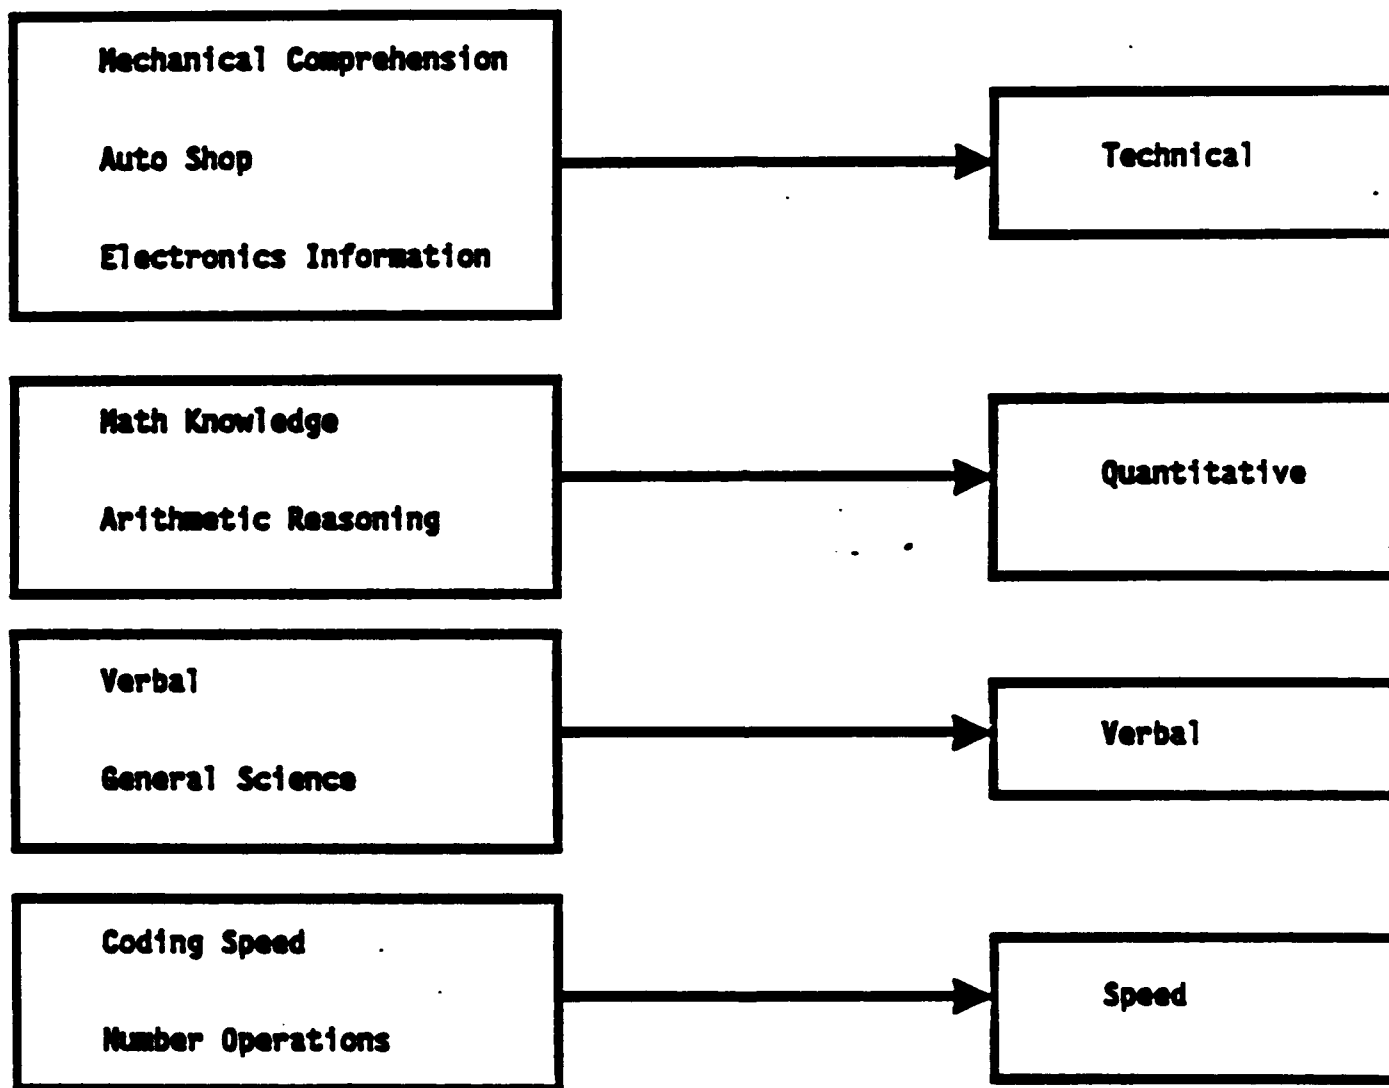 Mechanical Comprehension
Auto Shop
Electronics Information
Technical
Math Knowledge
Arithmetic Reasoning
Quantitative
Verbal
General Science
Verbal
Coding Speed
Number Operations
Speed